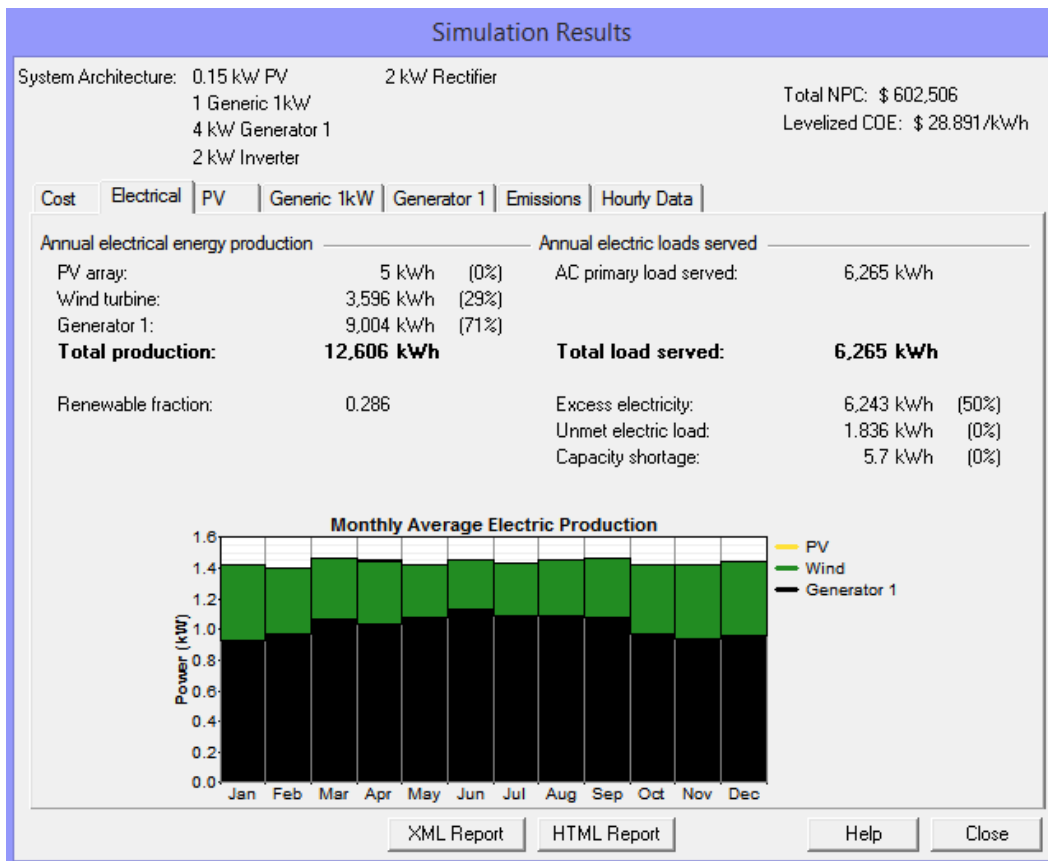 Simulation Results
System Architecture: 0.15 kW PV 2 kW Rectifier
1 Generic 1kW
4 kW Generator 1
2 kW Inverter
Total NPC: $ 602,506
Levelized COE: $ 28.891/kWh
Cost Electrical PV Generic 1kW Generator 1 Emissions Hourly Data
Annual electrical energy production
PV array: 5 kWh (0%)
Wind turbine: 3,596 kWh (29%)
Generator 1: 9,004 kWh (71%)
Total production: 12,606 kWh
Renewable fraction: 0.286
Annual electric loads served
AC primary load served: 6,265 kWh
Total load served: 6,265 kWh
Excess electricity: 6,243 kWh (50%)
Unmet electric load: 1.836 kWh (0%)
Capacity shortage: 5.7 kWh (0%)
Monthly Average Electric Production
Power (kW)
1.6
1.4
1.2
1.0
0.8
0.6
0.4
0.2
0.0
Jan Feb Mar Apr May Jun Jul Aug Sep Oct Nov Dec
PV
Wind
Generator 1
XML Report HTML Report Help Close